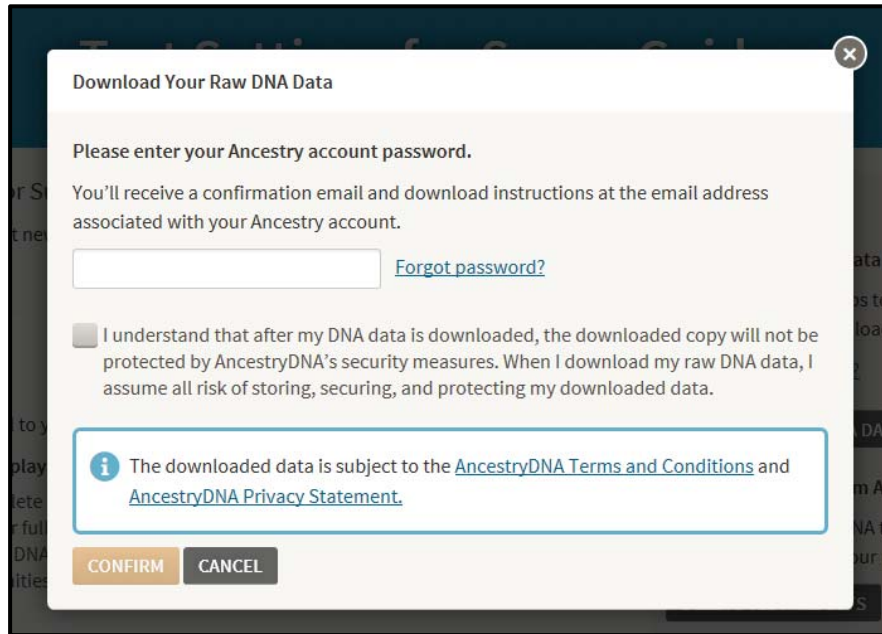 Download Your Raw DNA Data
Please enter your Ancestry account password.
You'll receive a confirmation email and download instructions at the email address
associated with your Ancestry account.
Forgot password?
I understand that after my DNA data is downloaded, the downloaded copy will not be
protected by AncestryDNA's security measures. When I download my raw DNA data, I
assume all risk of storing, securing, and protecting my downloaded data.
The downloaded data is subject to the AncestryDNA Terms and Conditions and
AncestryDNA Privacy Statement.
CONFIRM CANCEL